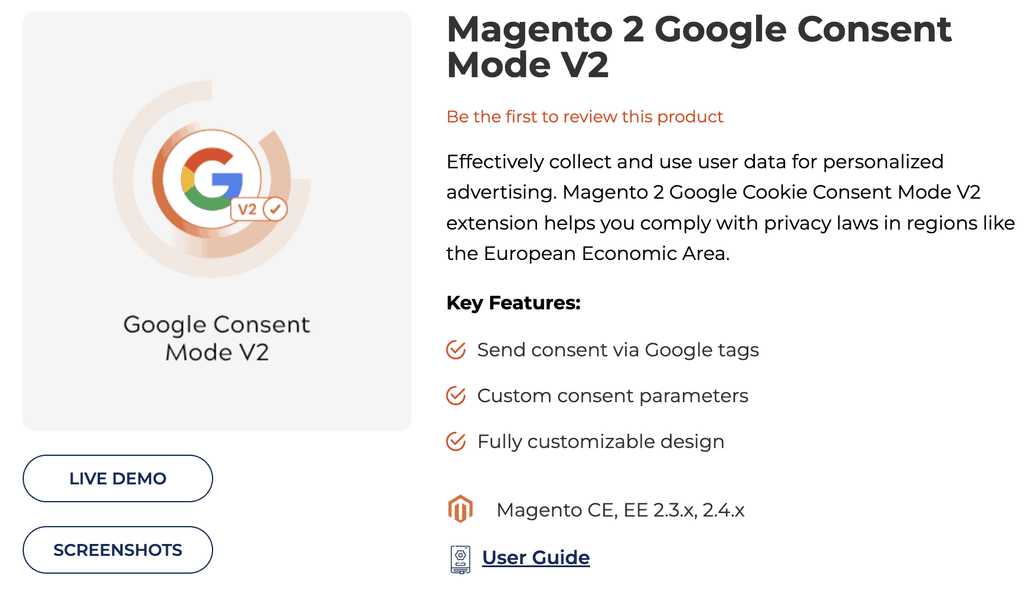 Magento 2 Google Consent
Mode V2
Be the first to review this product
Effectively collect and use user data for personalized
advertising. Magento 2 Google Cookie Consent Mode V2
extension helps you comply with privacy laws in regions like
the European Economic Area.
Key Features:
Send consent via Google tags
Custom consent parameters
Fully customizable design
Magento CE, EE 2.3.x, 2.4.x
User Guide
G
V2
Google Consent
Mode V2
LIVE DEMO
SCREENSHOTS